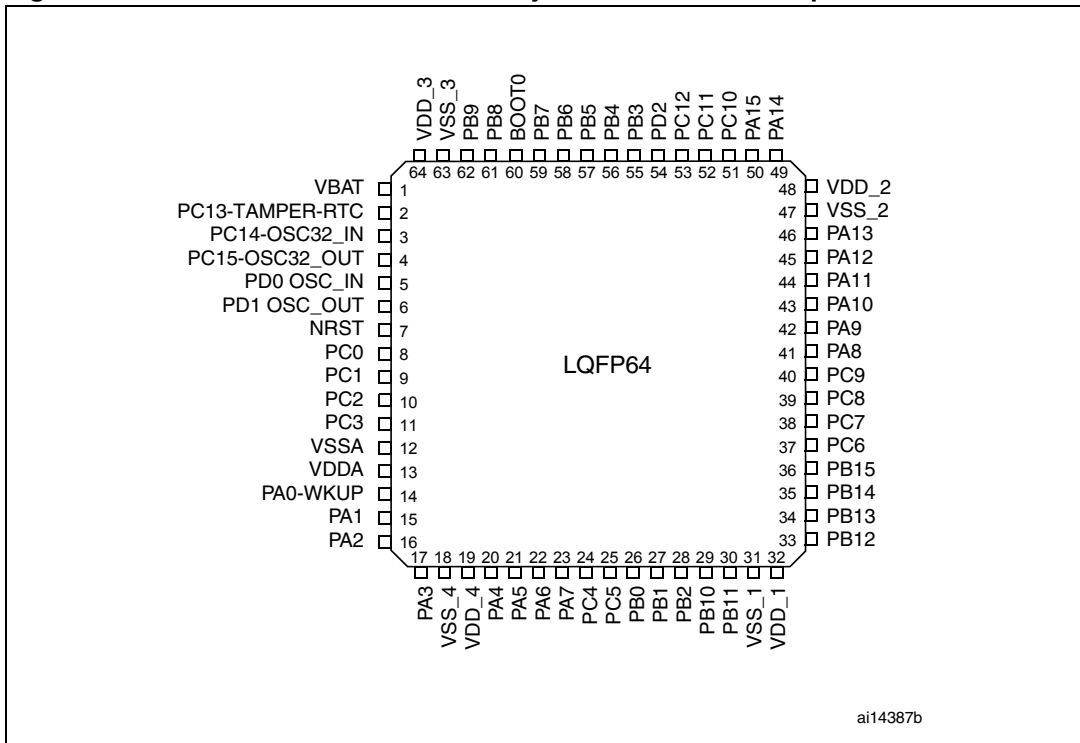 VDD_3
VSS_3
PB9
PB8
BOOT0
PB7
PB6
PB5
PB4
PB3
PD2
PC12
PC11
PC10
PA15
PA14
64 63 62 61 60 59 58 57 56 55 54 53 52 51 50 49
VBAT 1
PC13-TAMPER-RTC 2
PC14-OSC32_IN 3
PC15-OSC32_OUT 4
PD0 OSC_IN 5
PD1 OSC_OUT 6
NRST 7
PC0 8
PC1 9
PC2 10
PC3 11
VSSA 12
VDDA 13
PA0-WKUP 14
PA1 15
PA2 16
LQFP64
48 VDD_2
47 VSS_2
46 PA13
45 PA12
44 PA11
43 PA10
42 PA9
41 PA8
40 PC9
39 PC8
38 PC7
37 PC6
36 PB15
35 PB14
34 PB13
33 PB12
17 18 19 20 21 22 23 24 25 26 27 28 29 30 31 32
PA3
VSS_4
VDD_4
PA4
PA5
PA6
PA7
PC4
PC5
PB0
PB1
PB2
PB10
PB11
VSS_1
VDD_1
ai14387b